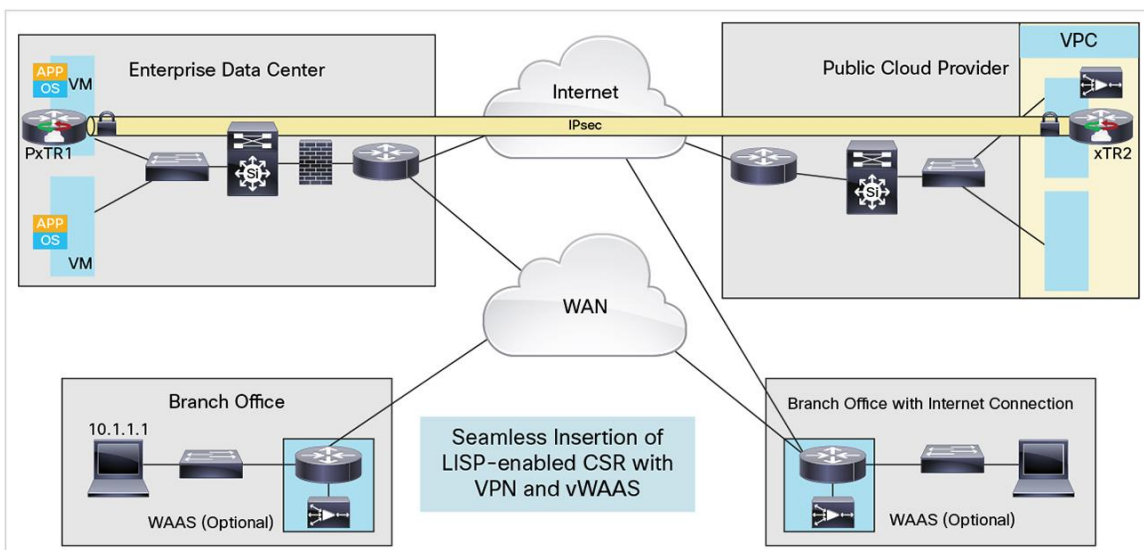 Enterprise Data Center
APP
OS
VM
PxTR1
Si
APP
OS
VM
Internet
IPsec
Public Cloud Provider
VPC
xTR2
Si
WAN
Branch Office
10.1.1.1
WAAS (Optional)
Seamless Insertion of
LISP-enabled CSR with
VPN and vWAAS
Branch Office with Internet Connection
WAAS (Optional)